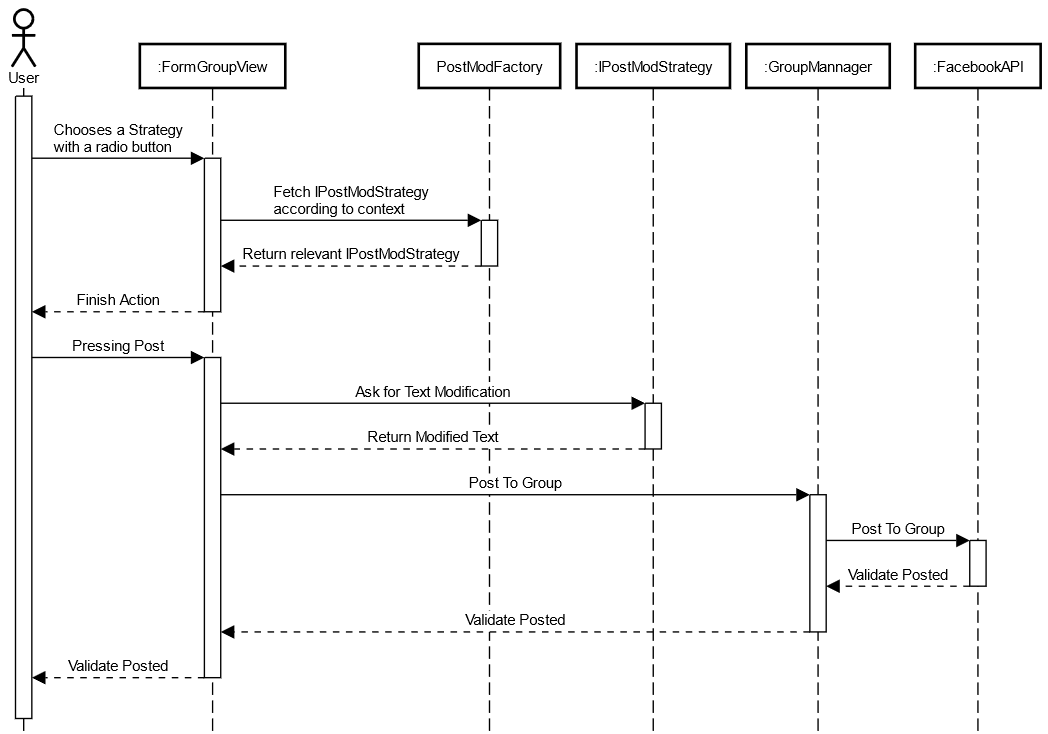 User
:FormGroupView
PostModFactory
:IPostModStrategy
:GroupMannager
:FacebookAPI
Chooses a Strategy
with a radio button
Fetch IPostModStrategy
according to context
Return relevant IPostModStrategy
Finish Action
Pressing Post
Ask for Text Modification
Return Modified Text
Post To Group
Post To Group
Validate Posted
Validate Posted
Validate Posted